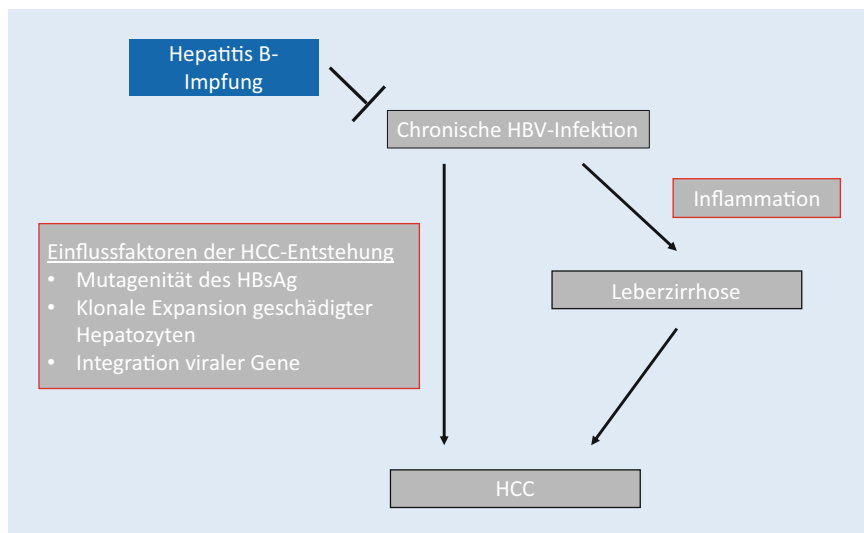 Hepatitis B-
Impfung
Chronische HBV-Infektion
Inflammation
Einflussfaktoren der HCC-Entstehung
• Mutagenität des HBsAg
• Klonale Expansion geschädigter
Hepatozyten
• Integration viraler Gene
Leberzirrhose
HCC